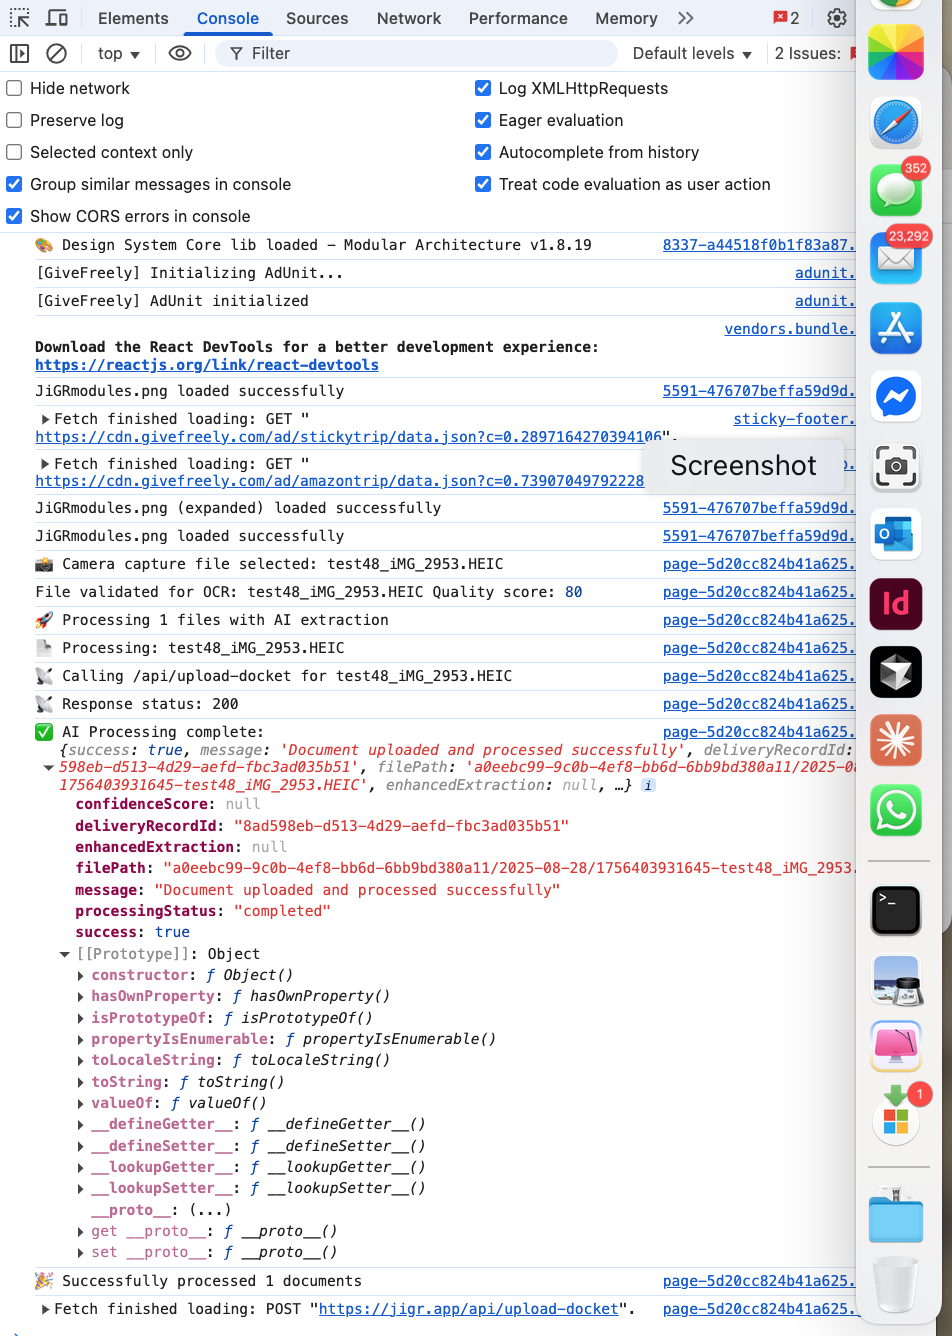 Elements Console Sources Network Performance Memory 2
top Filter Default levels 2 Issues:
Hide network Log XMLHttpRequests
Preserve log Eager evaluation
Selected context only Autocomplete from history
Group similar messages in console Treat code evaluation as user action
Show CORS errors in console
🎨 Design System Core lib loaded – Modular Architecture v1.8.19 8337-a44518f0b1f83a87.
[GiveFreely] Initializing AdUnit... adunit.
[GiveFreely] AdUnit initialized adunit.
vendors.bundle.
Download the React DevTools for a better development experience:
https://reactjs.org/link/react-devtools
JiGRmodules.png loaded successfully 5591-476707beffa59d9d.
Fetch finished loading: GET " sticky-footer.
https://cdn.givefreely.com/ad/stickytrip/data.json?c=0.2897164270394106".
Fetch finished loading: GET "
https://cdn.givefreely.com/ad/amazontrip/data.json?c=0.73907049792228
Screenshot
JiGRmodules.png (expanded) loaded successfully 5591-476707beffa59d9d.
JiGRmodules.png loaded successfully 5591-476707beffa59d9d.
📸 Camera capture file selected: test48_iMG_2953.HEIC page-5d20cc824b41a625.
File validated for OCR: test48_iMG_2953.HEIC Quality score: 80 page-5d20cc824b41a625.
🚀 Processing 1 files with AI extraction page-5d20cc824b41a625.
📄 Processing: test48_iMG_2953.HEIC page-5d20cc824b41a625.
📡 Calling /api/upload-docket for test48_iMG_2953.HEIC page-5d20cc824b41a625.
📡 Response status: 200 page-5d20cc824b41a625.
✅ AI Processing complete: page-5d20cc824b41a625.
{success: true, message: 'Document uploaded and processed successfully', deliveryRecordId:
598eb-d513-4d29-aefd-fbc3ad035b51', filePath: 'a0eebc99-9c0b-4ef8-bb6d-6bb9bd380a11/2025-08
1756403931645-test48_iMG_2953.HEIC', enhancedExtraction: null, …} i
confidenceScore: null
deliveryRecordId: "8ad598eb-d513-4d29-aefd-fbc3ad035b51"
enhancedExtraction: null
filePath: "a0eebc99-9c0b-4ef8-bb6d-6bb9bd380a11/2025-08-28/1756403931645-test48_iMG_2953.
message: "Document uploaded and processed successfully"
processingStatus: "completed"
success: true
[[Prototype]]: Object
constructor: ƒ Object()
hasOwnProperty: ƒ hasOwnProperty()
isPrototypeOf: ƒ isPrototypeOf()
propertyIsEnumerable: ƒ propertyIsEnumerable()
toLocaleString: ƒ toLocaleString()
toString: ƒ toString()
valueOf: ƒ valueOf()
__defineGetter__: ƒ __defineGetter__()
__defineSetter__: ƒ __defineSetter__()
__lookupGetter__: ƒ __lookupGetter__()
__lookupSetter__: ƒ __lookupSetter__()
__proto__: (...)
get __proto__: ƒ __proto__()
set __proto__: ƒ __proto__()
🎉 Successfully processed 1 documents page-5d20cc824b41a625.
Fetch finished loading: POST "https://jigr.app/api/upload-docket". page-5d20cc824b41a625.
352
23,292
Id
>_
1